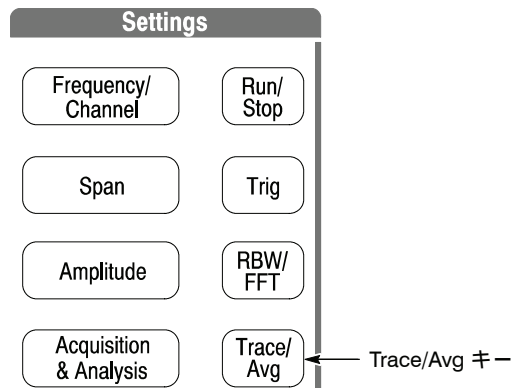 Settings
Frequency/
Channel
Run/
Stop
Span
Trig
Amplitude
RBW/
FFT
Acquisition
& Analysis
Trace/
Avg
Trace/Avg キー